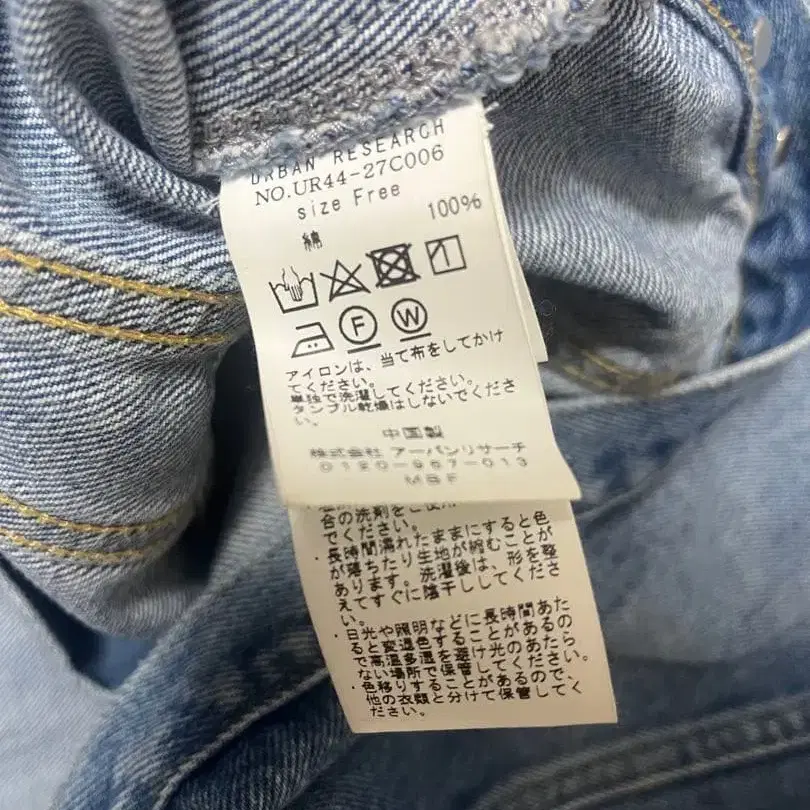 URBAN RESEARCH
NO.UR44-27C006
size Free
綿 100%
F W
アイロンは、当て布をしてかけ
てください。
単独で洗濯してください。
タンブル乾燥はしないでくださ
い。
中国製
株式会社 アーバンリサーチ
0120-967-013
MBF
合の洗剤をご使用
でください。
・長時間濡れたままにすると色
が落ちたり生地が縮むことが
あります。洗濯後は、形を整
えてすぐに陰干ししてくださ
い。
・日光や照明などに長時間あた
ると変退色することがあるの
で高温多湿を避け光のあたら
ない場所で保管してください。
・色移りすることがあるので、
他の衣類と分けて保管してく
ださい。